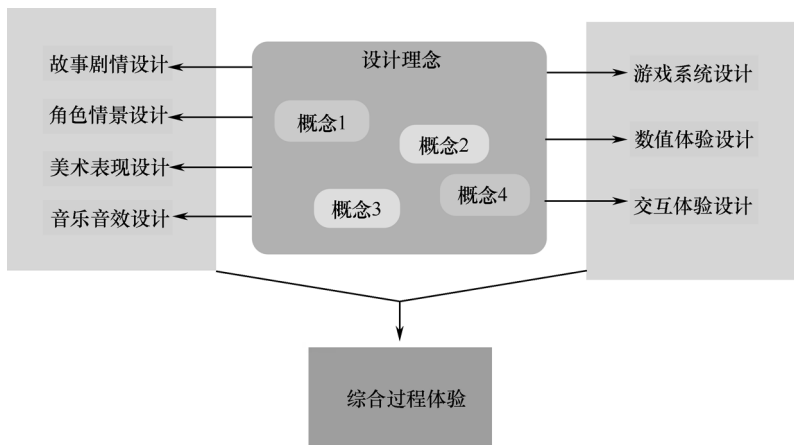 故事剧情设计
角色情景设计
美术表现设计
音乐音效设计
设计理念
概念1
概念2
概念3
概念4
游戏系统设计
数值体验设计
交互体验设计
综合过程体验